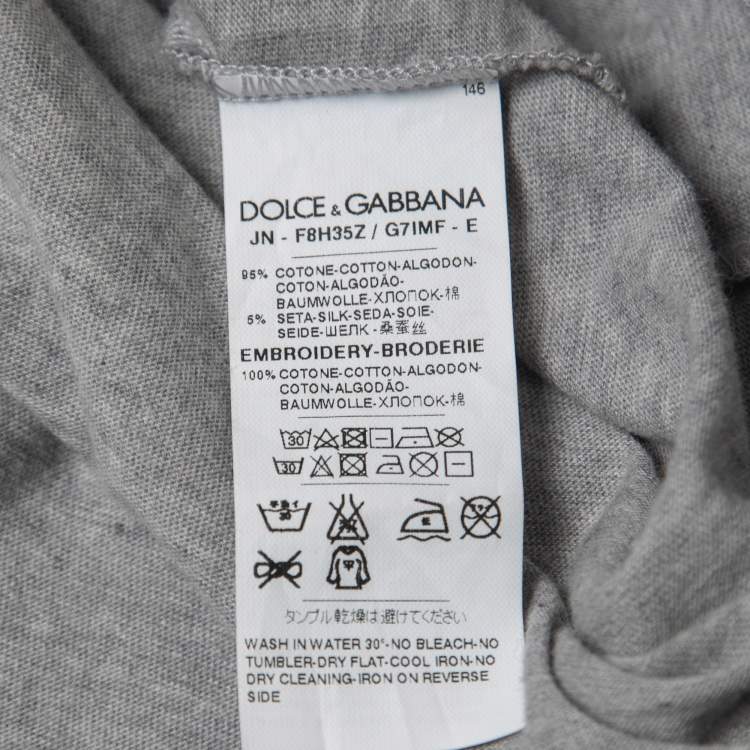 146
DOLCE & GABBANA
JN - F8H35Z / G7IMF - E
95% COTONE-COTTON-ALGODON-
COTON-ALGODÃO-
BAUMWOLLE-ХЛОПОК-棉
5% SETA-SILK-SEDA-SOIE-
SEIDE-ШЕЛК-桑蚕丝
EMBROIDERY-BRODERIE
100% COTONE-COTTON-ALGODON-
COTON-ALGODÃO-
BAUMWOLLE-ХЛОПОК-棉
30
30
手洗イ
30
タンブル乾燥は避けてください
WASH IN WATER 30°-NO BLEACH-NO
TUMBLER-DRY FLAT-COOL IRON-NO
DRY CLEANING-IRON ON REVERSE
SIDE